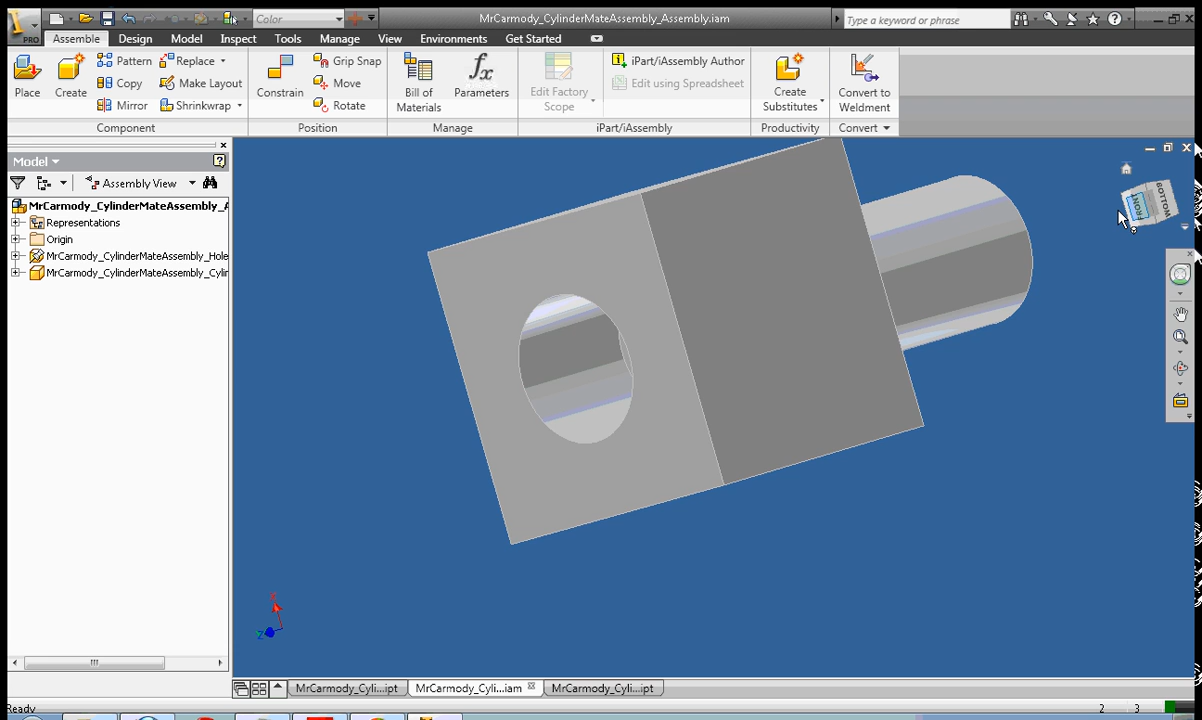 Color
MrCarmody_CylinderMateAssembly_Assembly.iam
Type a keyword or phrase
PRO
Assemble Design Model Inspect Tools Manage View Environments Get Started
Place
Create
Pattern
Copy
Mirror
Replace
Make Layout
Shrinkwrap
Component
Constrain
Grip Snap
Move
Rotate
Position
Bill of
Materials
fx
Parameters
Manage
Edit Factory
Scope
iPart/iAssembly Author
Edit using Spreadsheet
iPart/iAssembly
Create
Substitutes
Productivity
Convert to
Weldment
Convert
Model
Assembly View
MrCarmody_CylinderMateAssembly_A
Representations
Origin
MrCarmody_CylinderMateAssembly_Hole
MrCarmody_CylinderMateAssembly_Cylin
FRONT
BOTTOM
Z
MrCarmody_Cyli...ipt MrCarmody_Cyl...iam MrCarmody_Cyli...ipt
Ready
2 3